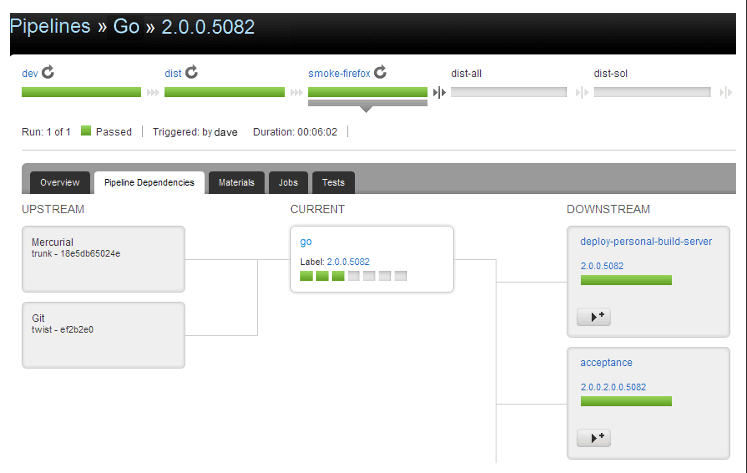 Pipelines » Go » 2.0.0.5082
dev dist smoke-firefox dist-all dist-sol
Run: 1 of 1 Passed Triggered: by dave Duration: 00:06:02
Overview Pipeline Dependencies Materials Jobs Tests
UPSTREAM CURRENT DOWNSTREAM
Mercurial
trunk - 18e5db65024e
Git
twist - ef2b2e0
go
Label: 2.0.0.5082
deploy-personal-build-server
2.0.0.5082
acceptance
2.0.0.2.0.0.5082